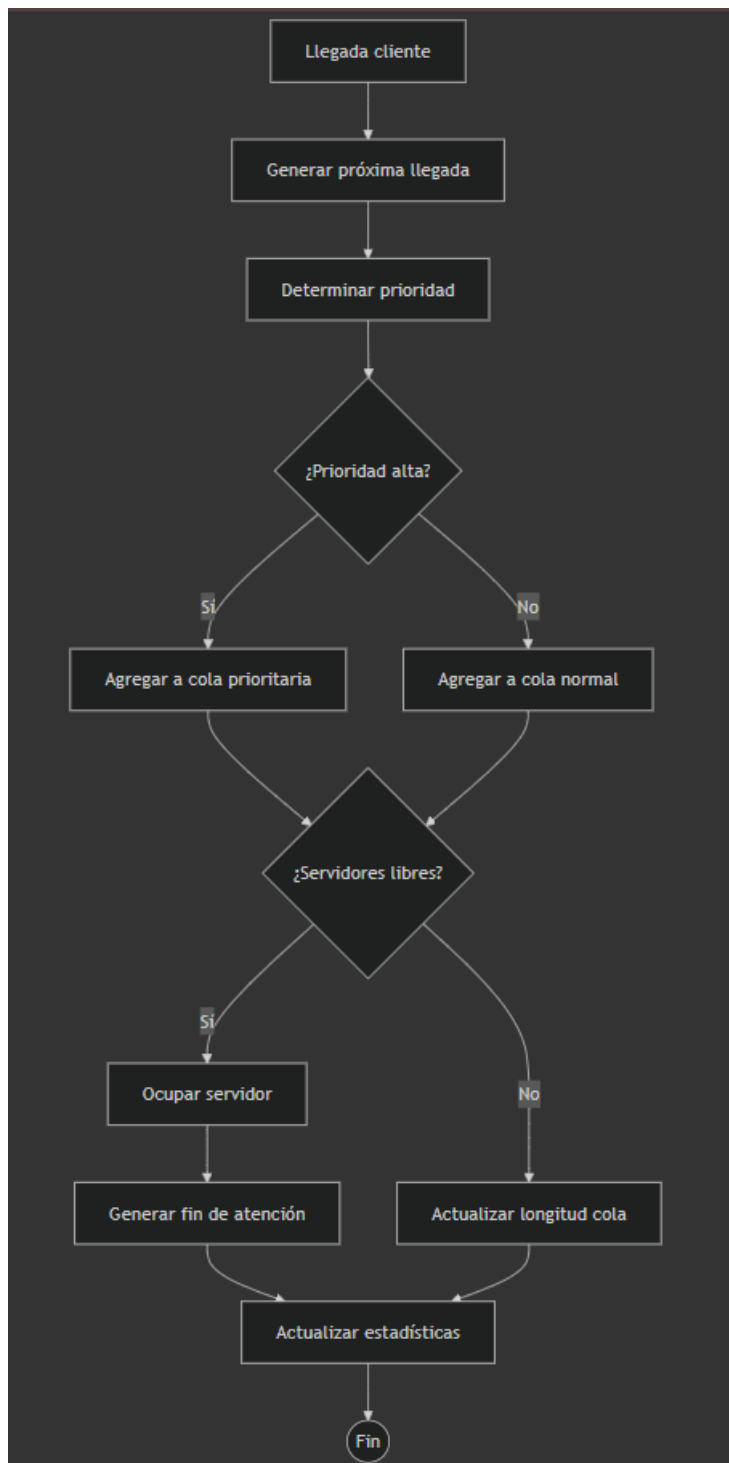 Llegada cliente
Generar próxima llegada
Determinar prioridad
¿Prioridad alta?
Sí
No
Agregar a cola prioritaria
Agregar a cola normal
¿Servidores libres?
Sí
Ocupar servidor
No
Generar fin de atención
Actualizar longitud cola
Actualizar estadísticas
Fin